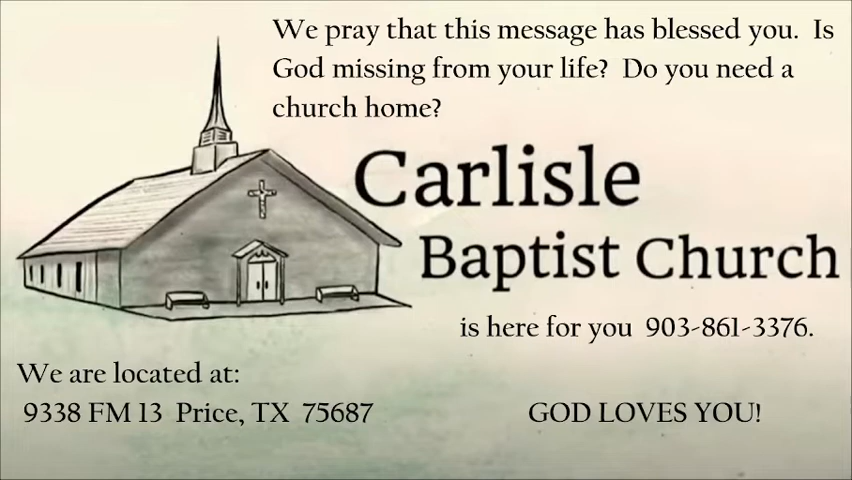 We pray that this message has blessed you. Is
God missing from your life? Do you need a
church home?
Carlisle
Baptist Church
is here for you 903-861-3376.
We are located at:
9338 FM 13 Price, TX 75687
GOD LOVES YOU!